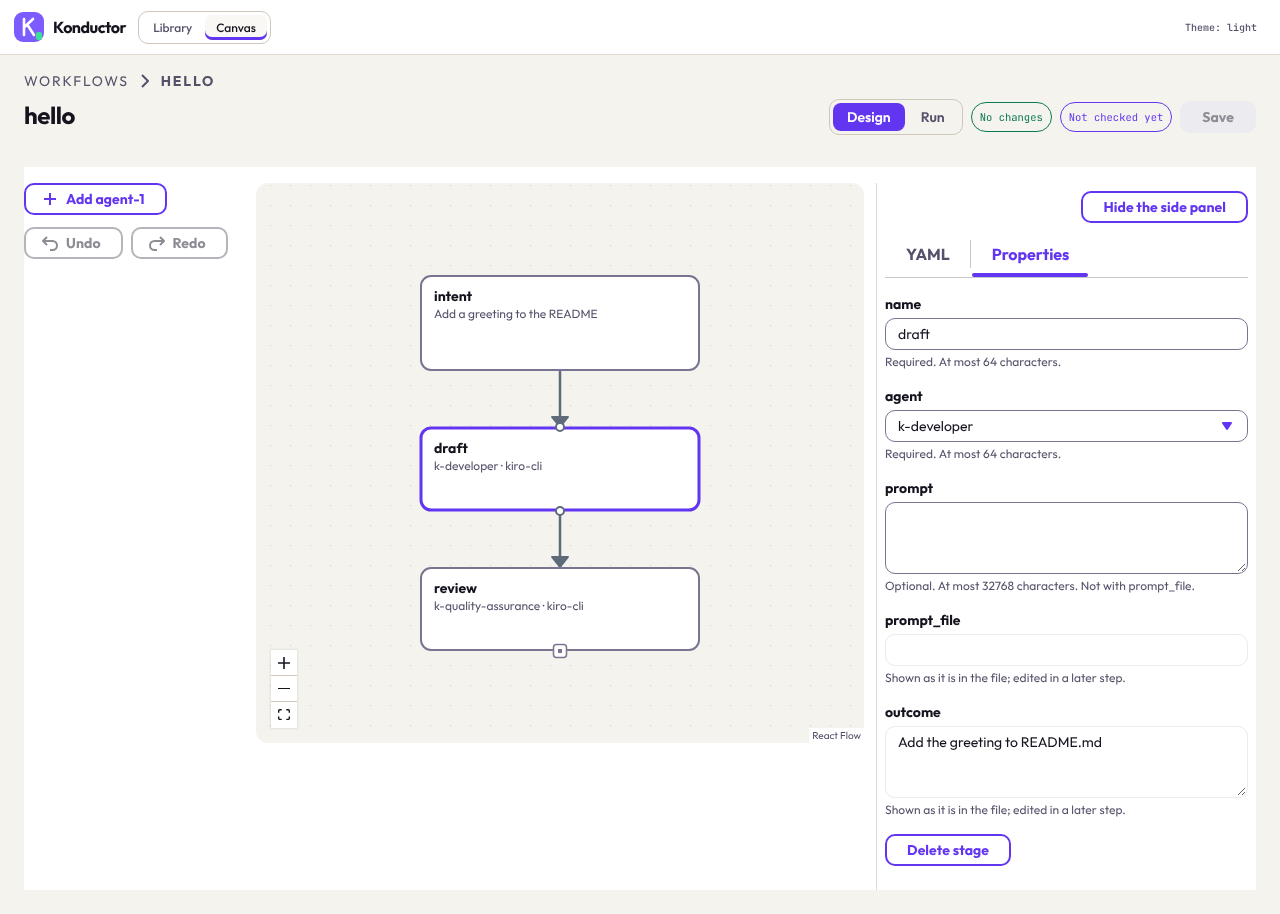 Konductor
Library
Canvas
Theme: light
WORKFLOWS > HELLO
hello
Design
Run
No changes
Not checked yet
Save
Add agent-1
Undo
Redo
intent
Add a greeting to the README
draft
k-developer · kiro-cli
review
k-quality-assurance · kiro-cli
React Flow
Hide the side panel
YAML
Properties
name
draft
Required. At most 64 characters.
agent
k-developer
Required. At most 64 characters.
prompt
Optional. At most 32768 characters. Not with prompt_file.
prompt_file
Shown as it is in the file; edited in a later step.
outcome
Add the greeting to README.md
Shown as it is in the file; edited in a later step.
Delete stage